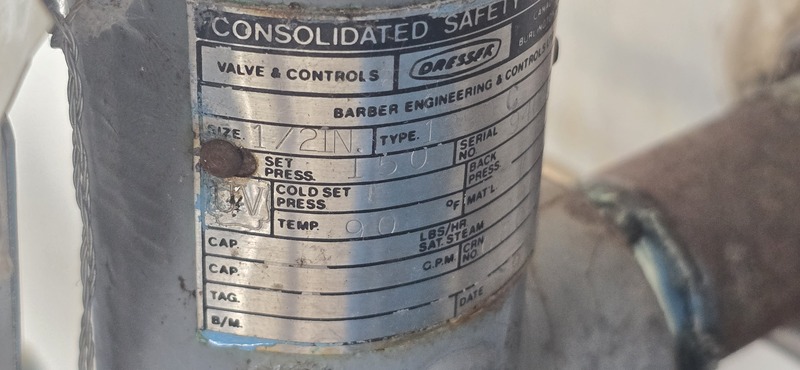 CONSOLIDATED SAFETY
VALVE & CONTROLS DRESSER
BARBER ENGINEERING & CONTROLS
SIZE. 1/2IN. TYPE. SERIAL NO.
SET PRESS. 150 BACK PRESS.
UV COLD SET PRESS. MAT'L.
TEMP. 90 °F
CAP. LBS/HR SAT. STEAM
CAP. G.P.M. CRN NO.
TAG.
B/M. DATE